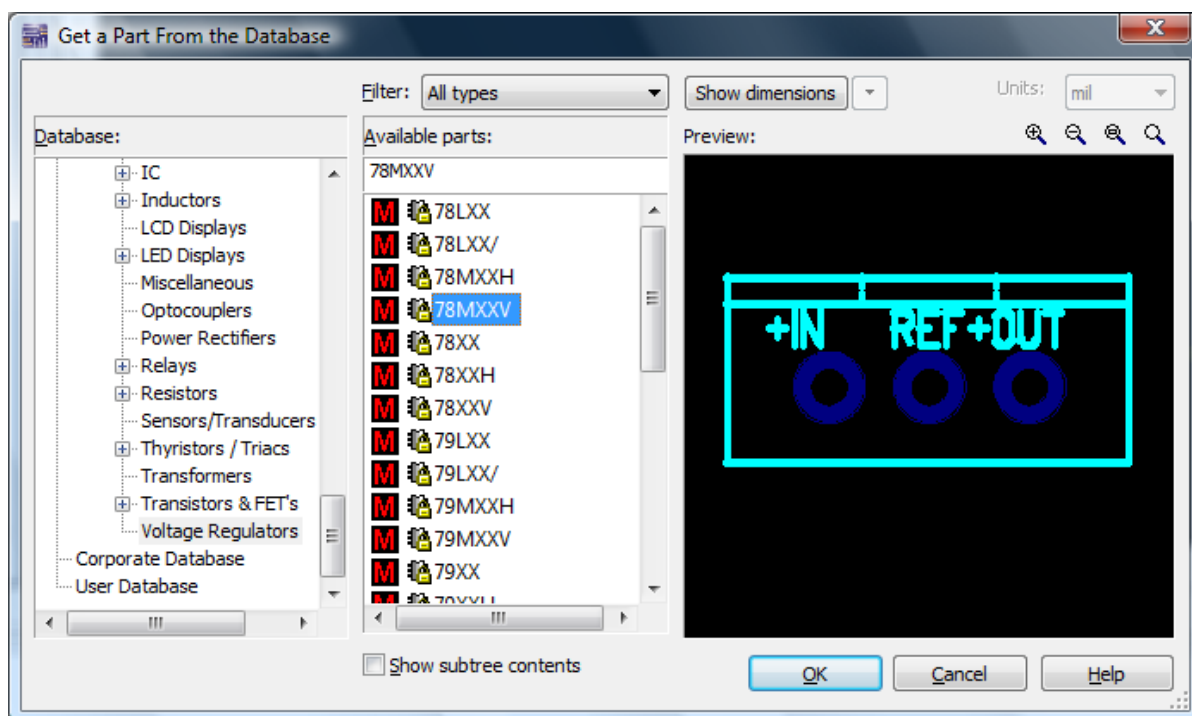 Get a Part From the Database
Filter: All types
Show dimensions
Units: mil
Database:
IC
Inductors
LCD Displays
LED Displays
Miscellaneous
Optocouplers
Power Rectifiers
Relays
Resistors
Sensors/Transducers
Thyristors / Triacs
Transformers
Transistors & FET's
Voltage Regulators
Corporate Database
User Database
Available parts:
78MXXV
M 78LXX
M 78LXX/
M 78MXXH
M 78MXXV
M 78XX
M 78XXH
M 78XXV
M 79LXX
M 79LXX/
M 79MXXH
M 79MXXV
M 79XX
Show subtree contents
Preview:
+IN REF +OUT
OK Cancel Help